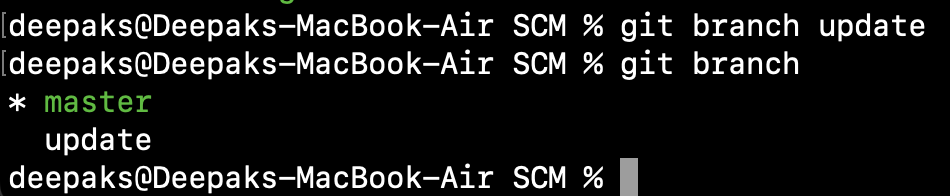 [deepaks@Deepaks-MacBook-Air SCM % git branch update
[deepaks@Deepaks-MacBook-Air SCM % git branch
* master
  update
deepaks@Deepaks-MacBook-Air SCM %